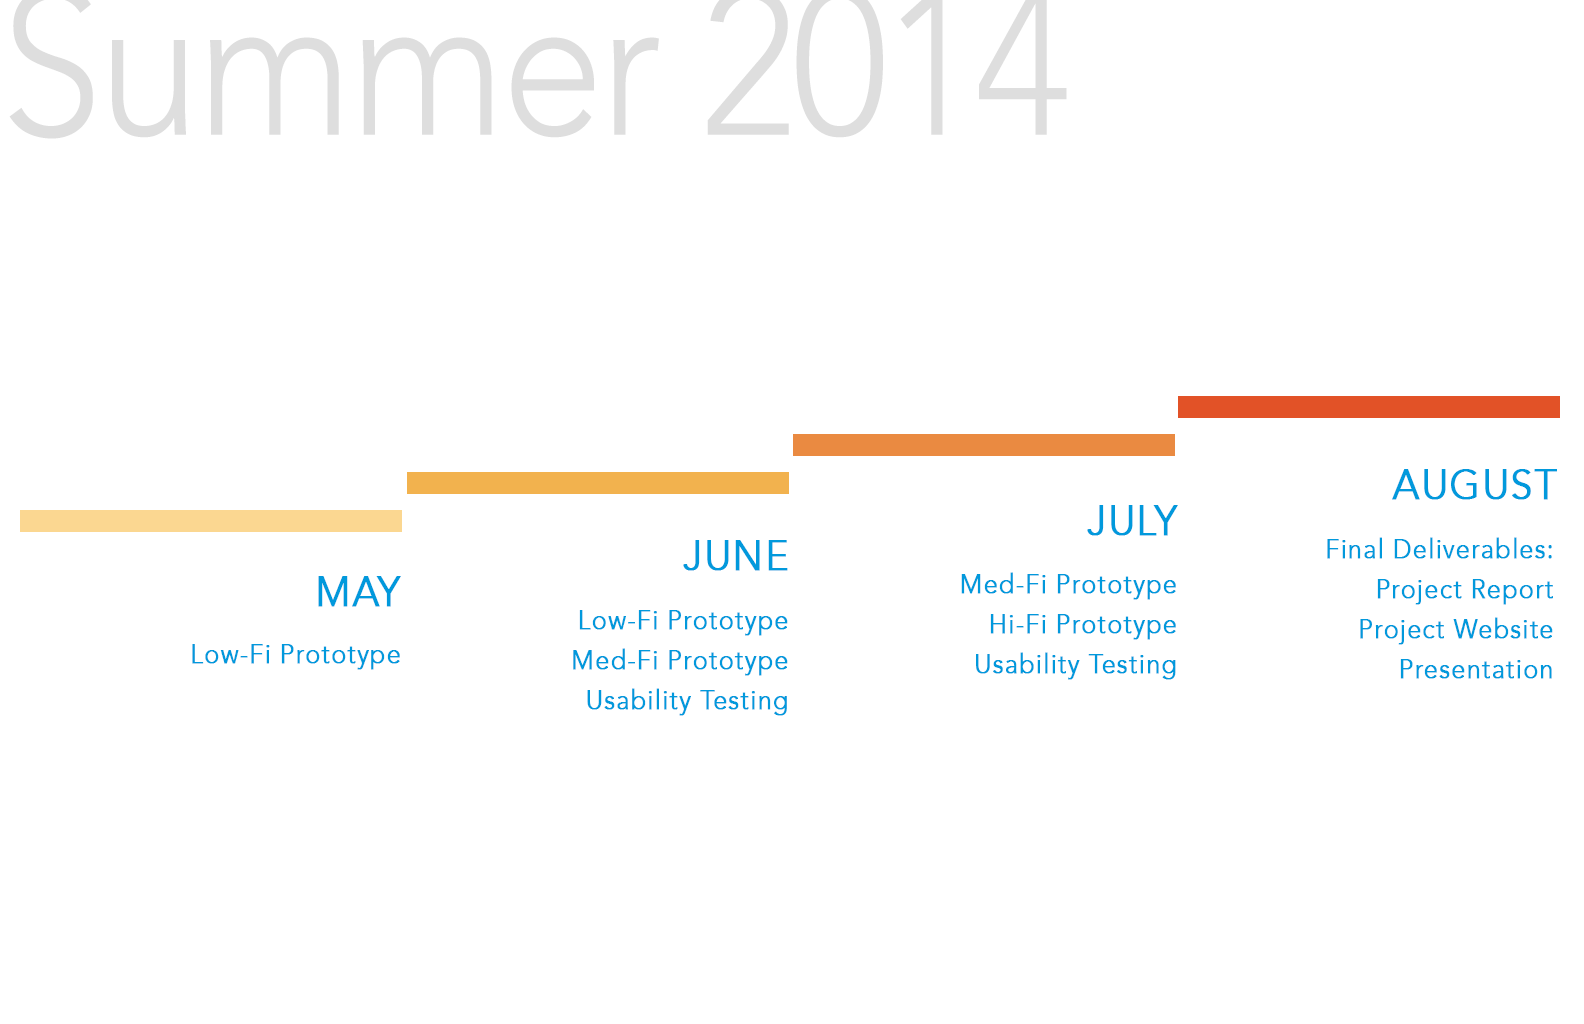 Summer 2014
MAY
Low-Fi Prototype
JUNE
Low-Fi Prototype
Med-Fi Prototype
Usability Testing
JULY
Med-Fi Prototype
Hi-Fi Prototype
Usability Testing
AUGUST
Final Deliverables:
Project Report
Project Website
Presentation